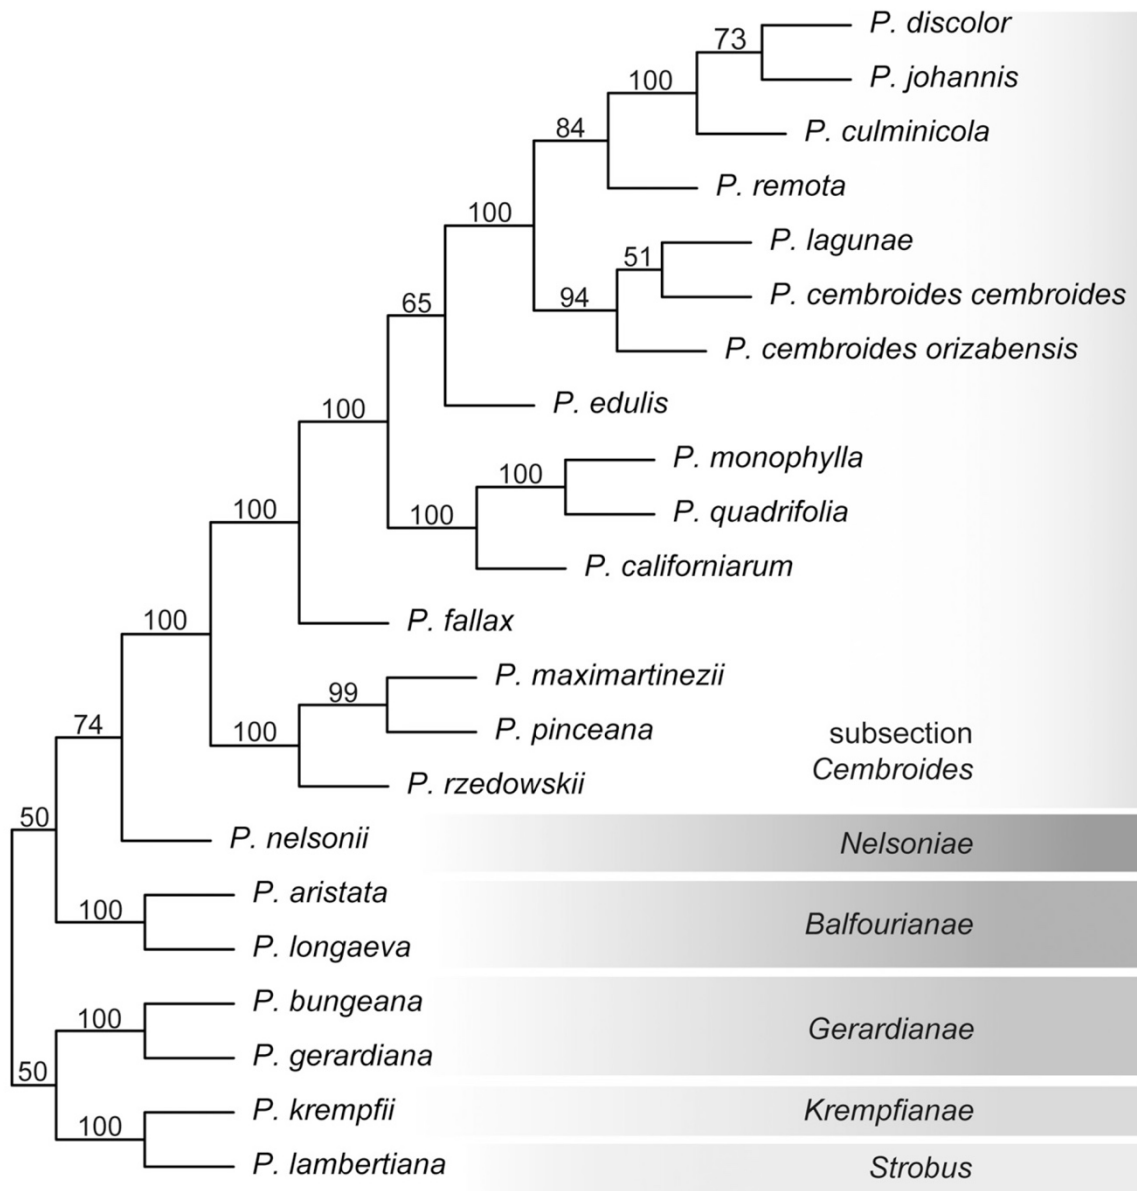 P. discolor
73
P. johannis
100
P. culminicola
84
P. remota
100
P. lagunae
51
P. cembroides cembroides
94
65
P. cembroides orizabensis
P. edulis
100
P. monophylla
100
P. quadrifolia
100
100
P. californiarum
P. fallax
100
P. maximartinezii
99
P. pinceana
100
74
subsection
Cembroides
P. rzedowskii
50
P. nelsonii
Nelsoniae
P. aristata
100
Balfourianae
P. longaeva
P. bungeana
100
Gerardianae
P. gerardiana
50
P. krempfii
Krempfianae
100
P. lambertiana
Strobus